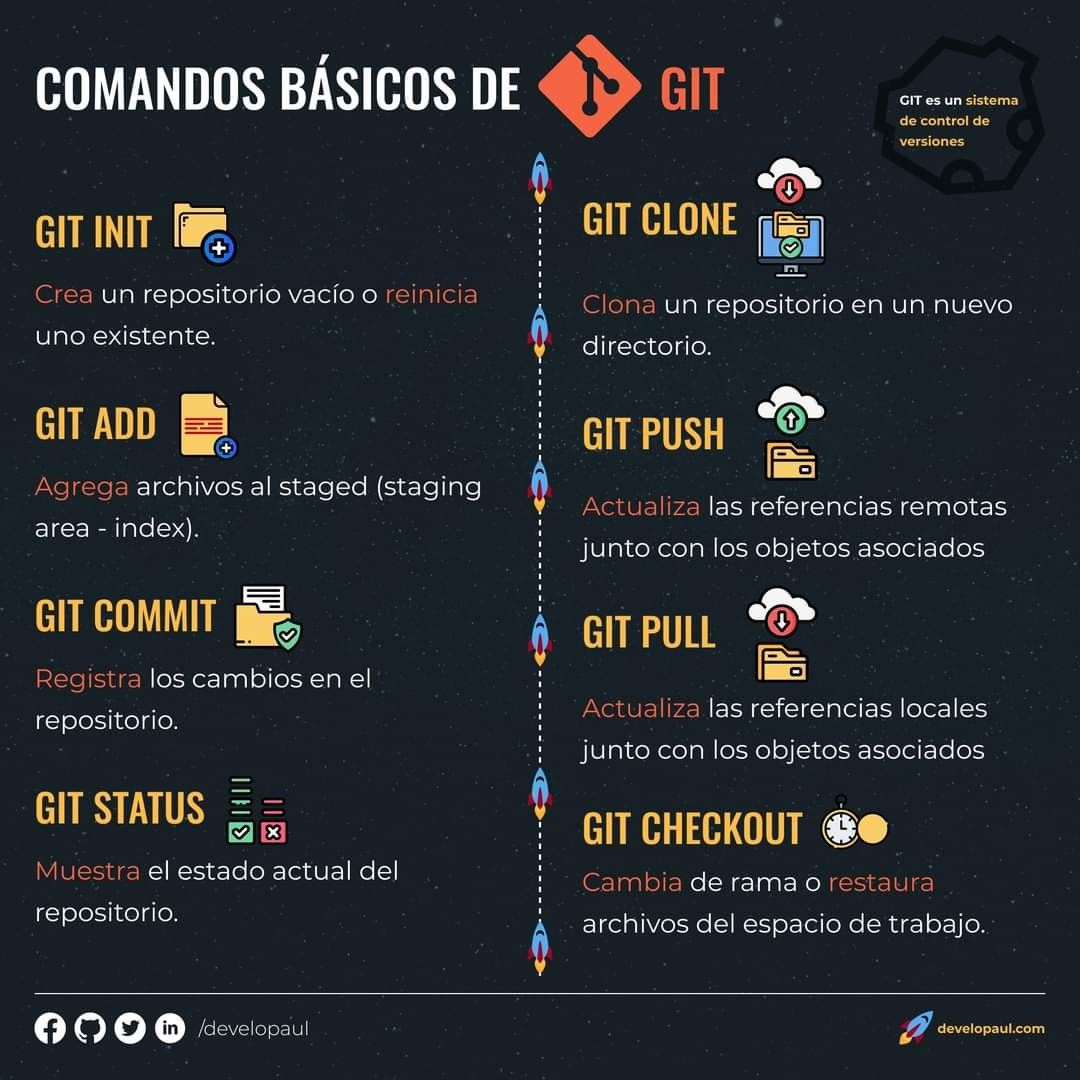 COMANDOS BÁSICOS DE GIT
GIT es un sistema
de control de
versiones
GIT INIT
Crea un repositorio vacío o reinicia
uno existente.
GIT ADD
Agrega archivos al staged (staging
area - index).
GIT COMMIT
Registra los cambios en el
repositorio.
GIT STATUS
Muestra el estado actual del
repositorio.
GIT CLONE
Clona un repositorio en un nuevo
directorio.
GIT PUSH
Actualiza las referencias remotas
junto con los objetos asociados
GIT PULL
Actualiza las referencias locales
junto con los objetos asociados
GIT CHECKOUT
Cambia de rama o restaura
archivos del espacio de trabajo.
/developaul
developaul.com